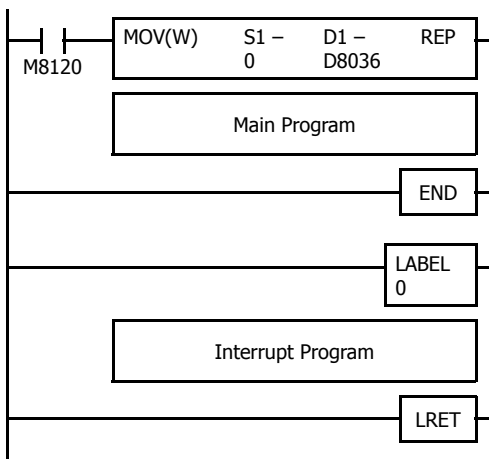 MOV(W) S1 – D1 – REP
0 D8036
M8120
Main Program
END
LABEL
0
Interrupt Program
LRET